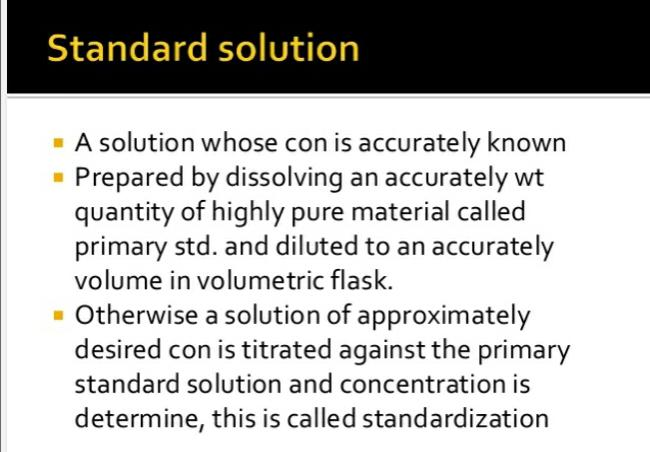 Standard solution
A solution whose con is accurately known
Prepared by dissolving an accurately wt
quantity of highly pure material called
primary std. and diluted to an accurately
volume in volumetric flask.
Otherwise a solution of approximately
desired con is titrated against the primary
standard solution and concentration is
determine, this is called standardization